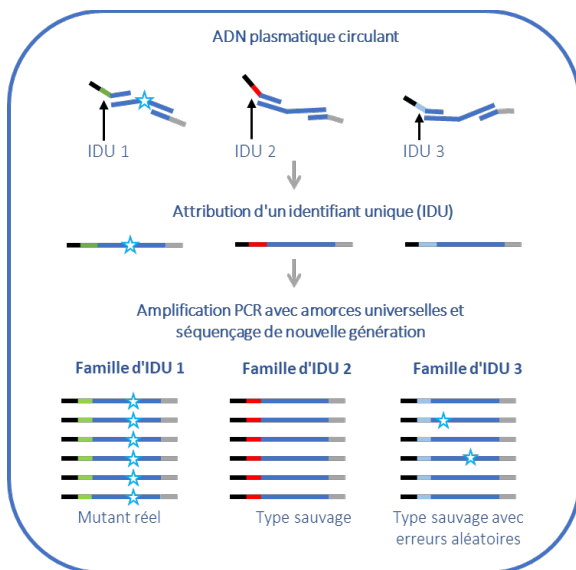 ADN plasmatique circulant
IDU 1
IDU 2
IDU 3
Attribution d'un identifiant unique (IDU)
Amplification PCR avec amorces universelles et
séquençage de nouvelle génération
Famille d'IDU 1
Famille d'IDU 2
Famille d'IDU 3
Mutant réel
Type sauvage
Type sauvage avec
erreurs aléatoires